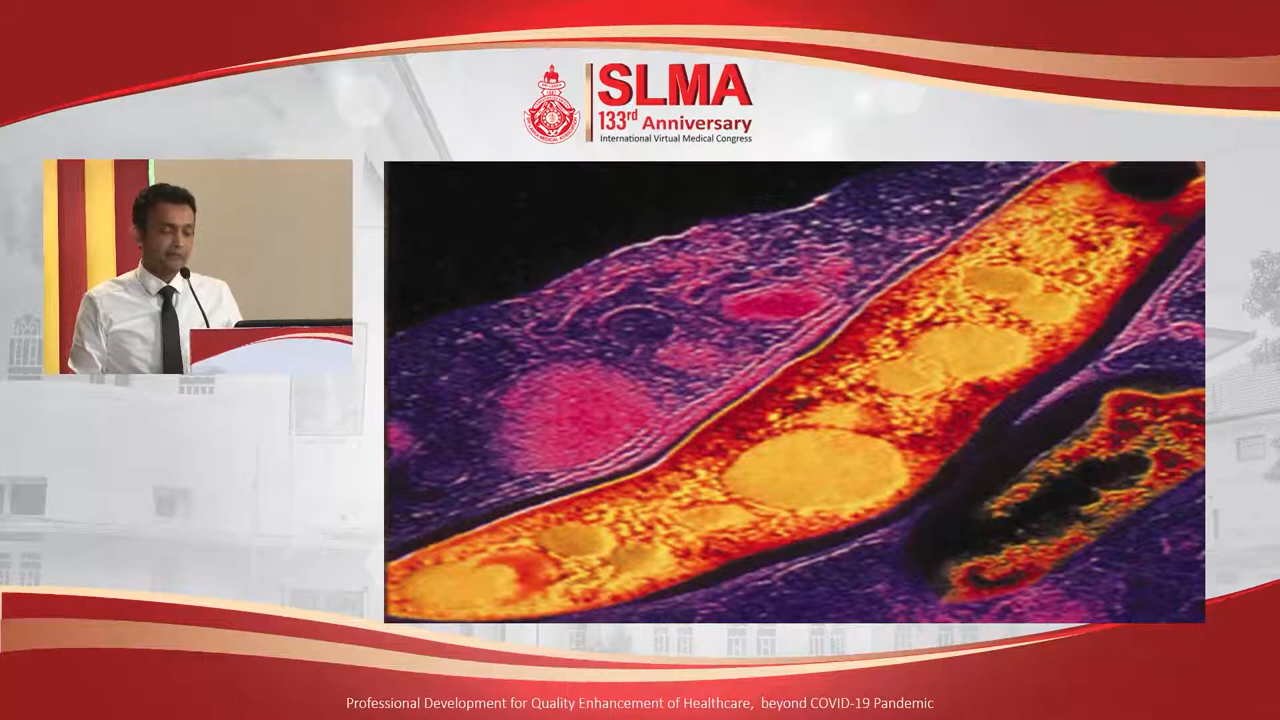 SLMA
133rd Anniversary
International Virtual Medical Congress
Professional Development for Quality Enhancement of Healthcare, beyond COVID-19 Pandemic